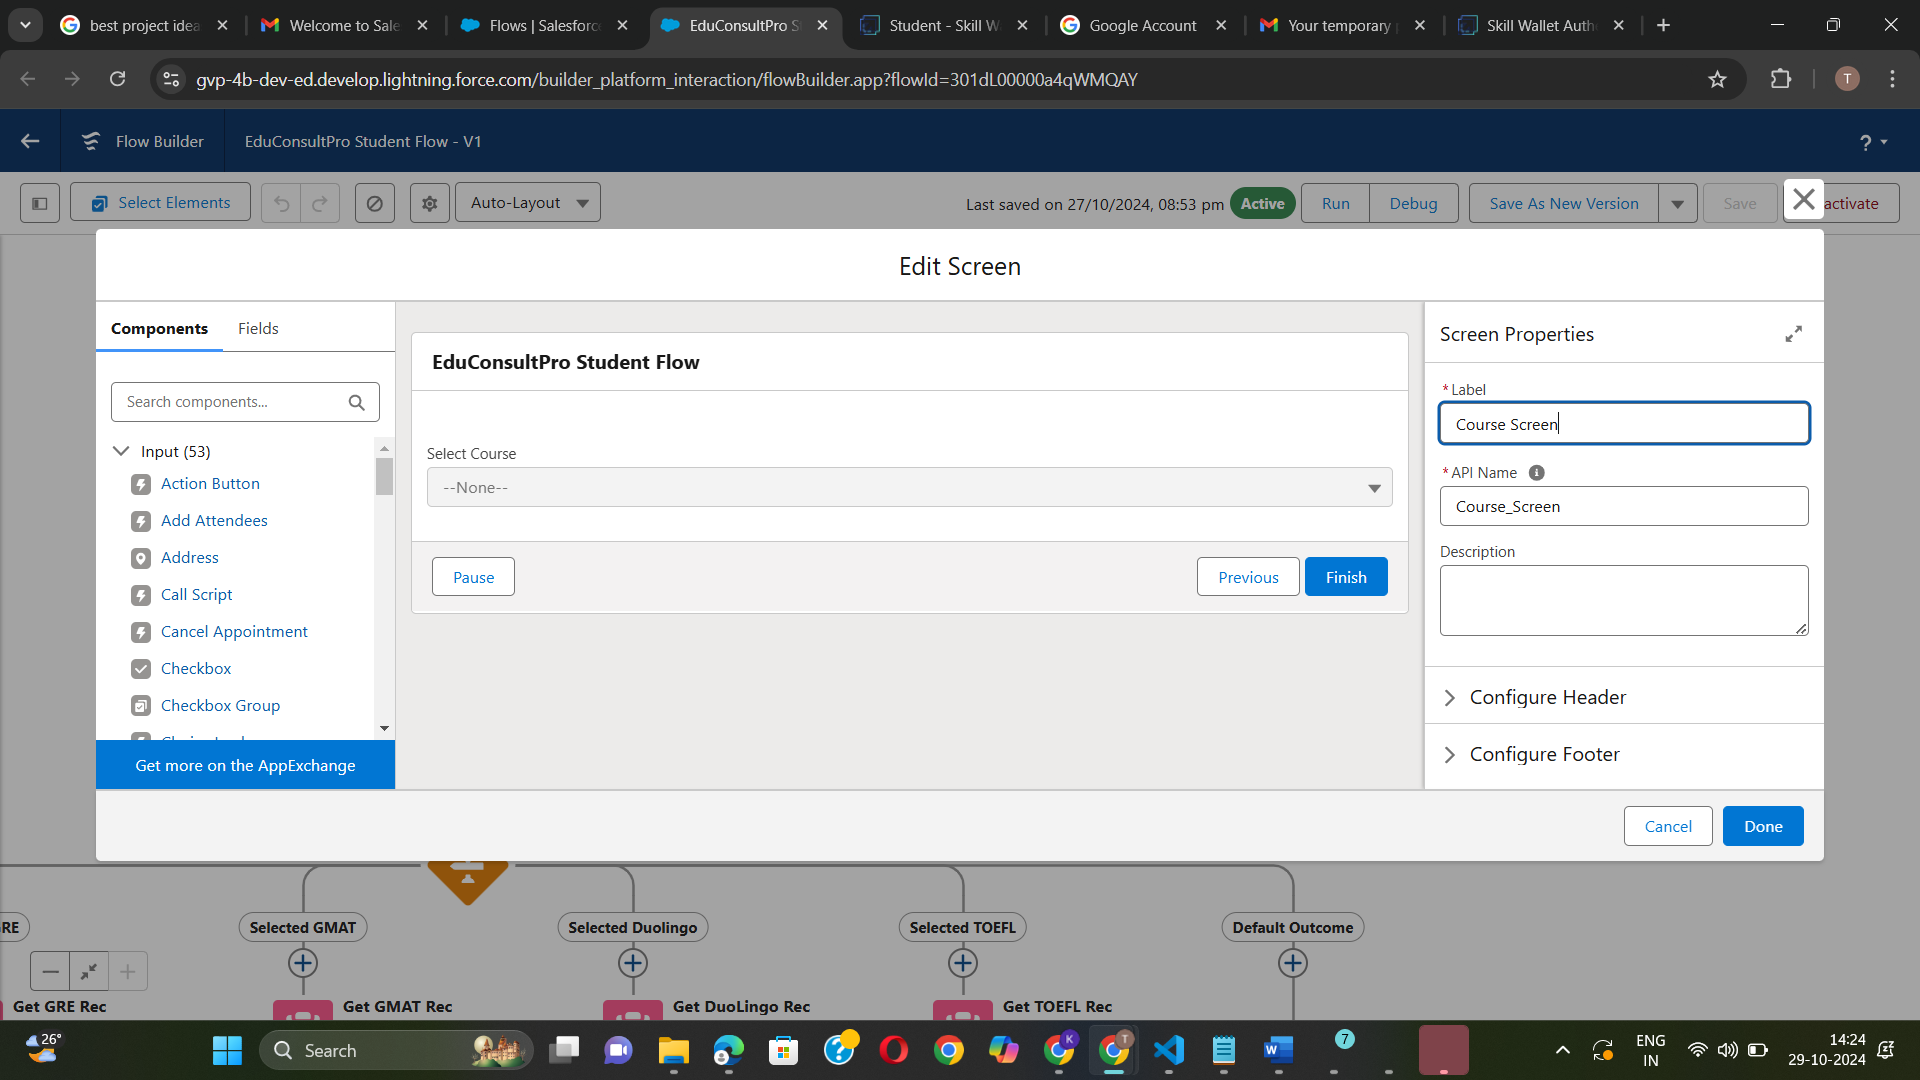 best project idea
Welcome to Sale
Flows | Salesforc
EduConsultPro S
Student - Skill W
Google Account
Your temporary
Skill Wallet Auth
gvp-4b-dev-ed.develop.lightning.force.com/builder_platform_interaction/flowBuilder.app?flowId=301dL00000a4qWMQAY
T
Flow Builder
EduConsultPro Student Flow - V1
?
Select Elements
Auto-Layout
Last saved on 27/10/2024, 08:53 pm
Active
Run
Debug
Save As New Version
Save
activate
Edit Screen
Components
Fields
Search components...
Input (53)
Action Button
Add Attendees
Address
Call Script
Cancel Appointment
Checkbox
Checkbox Group
Get more on the AppExchange
EduConsultPro Student Flow
Select Course
--None--
Pause
Previous
Finish
Screen Properties
*Label
Course Screen
*API Name
Course_Screen
Description
Configure Header
Configure Footer
Cancel
Done
GRE
Selected GMAT
Selected Duolingo
Selected TOEFL
Default Outcome
Get GRE Rec
Get GMAT Rec
Get DuoLingo Rec
Get TOEFL Rec
26°
Search
K
T
7
ENG
IN
14:24
29-10-2024